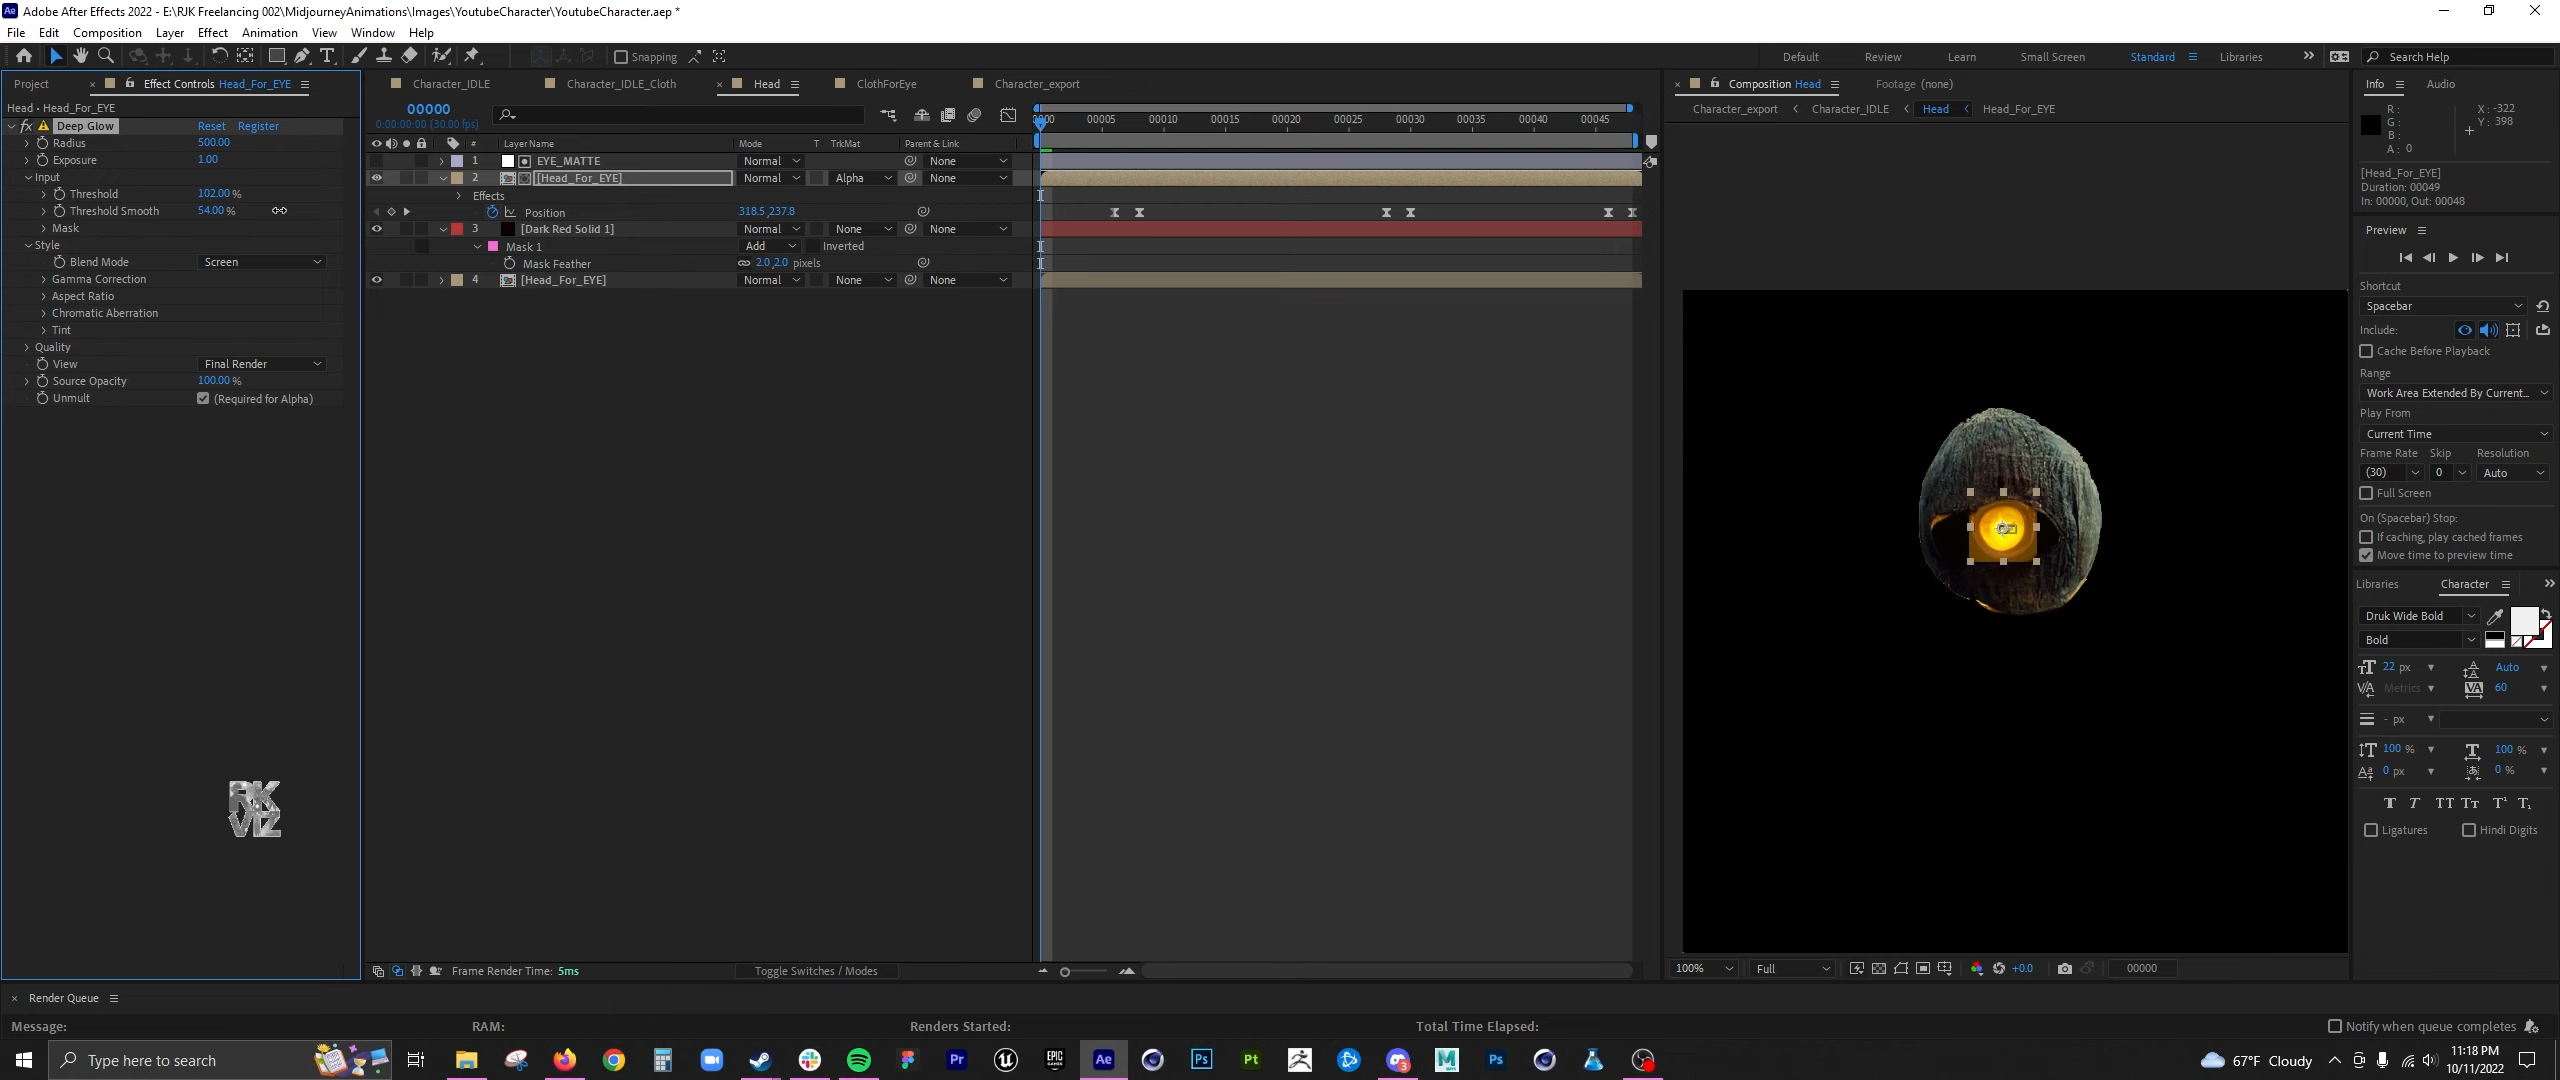 Adobe After Effects 2022 - E:\RJK Freelancing 002\MidjourneyAnimations\Images\YoutubeCharacter\YoutubeCharacter.aep *
File Edit Composition Layer Effect Animation View Window Help
Snapping
Default Review Learn Small Screen Standard Libraries Search Help
Project Effect Controls Head_For_EYE
Head • Head_For_EYE
fx Deep Glow Reset Register
Radius 500.00
Exposure 1.00
Input
Threshold 102.00 %
Threshold Smooth 54.00 %
Mask
Style
Blend Mode Screen
Gamma Correction
Aspect Ratio
Chromatic Aberration
Tint
Quality
View Final Render
Source Opacity 100.00 %
Unmult (Required for Alpha)
RK
VIZ
Character_IDLE Character_IDLE_Cloth Head ClothForEye Character_export
00000
0:00:00:00 (30.00 fps)
# Layer Name Mode T TrkMat Parent & Link
0000 00005 00010 00015 00020 00025 00030 00035 00040 00045
1 EYE_MATTE Normal None
2 [Head_For_EYE] Normal Alpha None
Effects
Position 318.5,237.8
3 [Dark Red Solid 1] Normal None None
Mask 1 Add Inverted
Mask Feather 2.0,2.0 pixels
4 [Head_For_EYE] Normal None None
Frame Render Time: 5ms Toggle Switches / Modes
Composition Head Footage (none)
Character_export Character_IDLE Head Head_For_EYE
100% Full +0.0 00000
Info Audio
R: X: -322
G: Y: 398
B:
A: 0
[Head_For_EYE]
Duration: 00049
In: 00000, Out: 00048
Preview
Shortcut
Spacebar
Include:
Cache Before Playback
Range
Work Area Extended By Current...
Play From
Current Time
Frame Rate Skip Resolution
(30) 0 Auto
Full Screen
On (Spacebar) Stop:
If caching, play cached frames
Move time to preview time
Libraries Character
Druk Wide Bold
Bold
22 px Auto
Metrics 60
- px
100 % 100 %
0 px 0 %
Ligatures Hindi Digits
Render Queue
Message: RAM: Renders Started: Total Time Elapsed: Notify when queue completes
Type here to search 67°F Cloudy 11:18 PM
10/11/2022